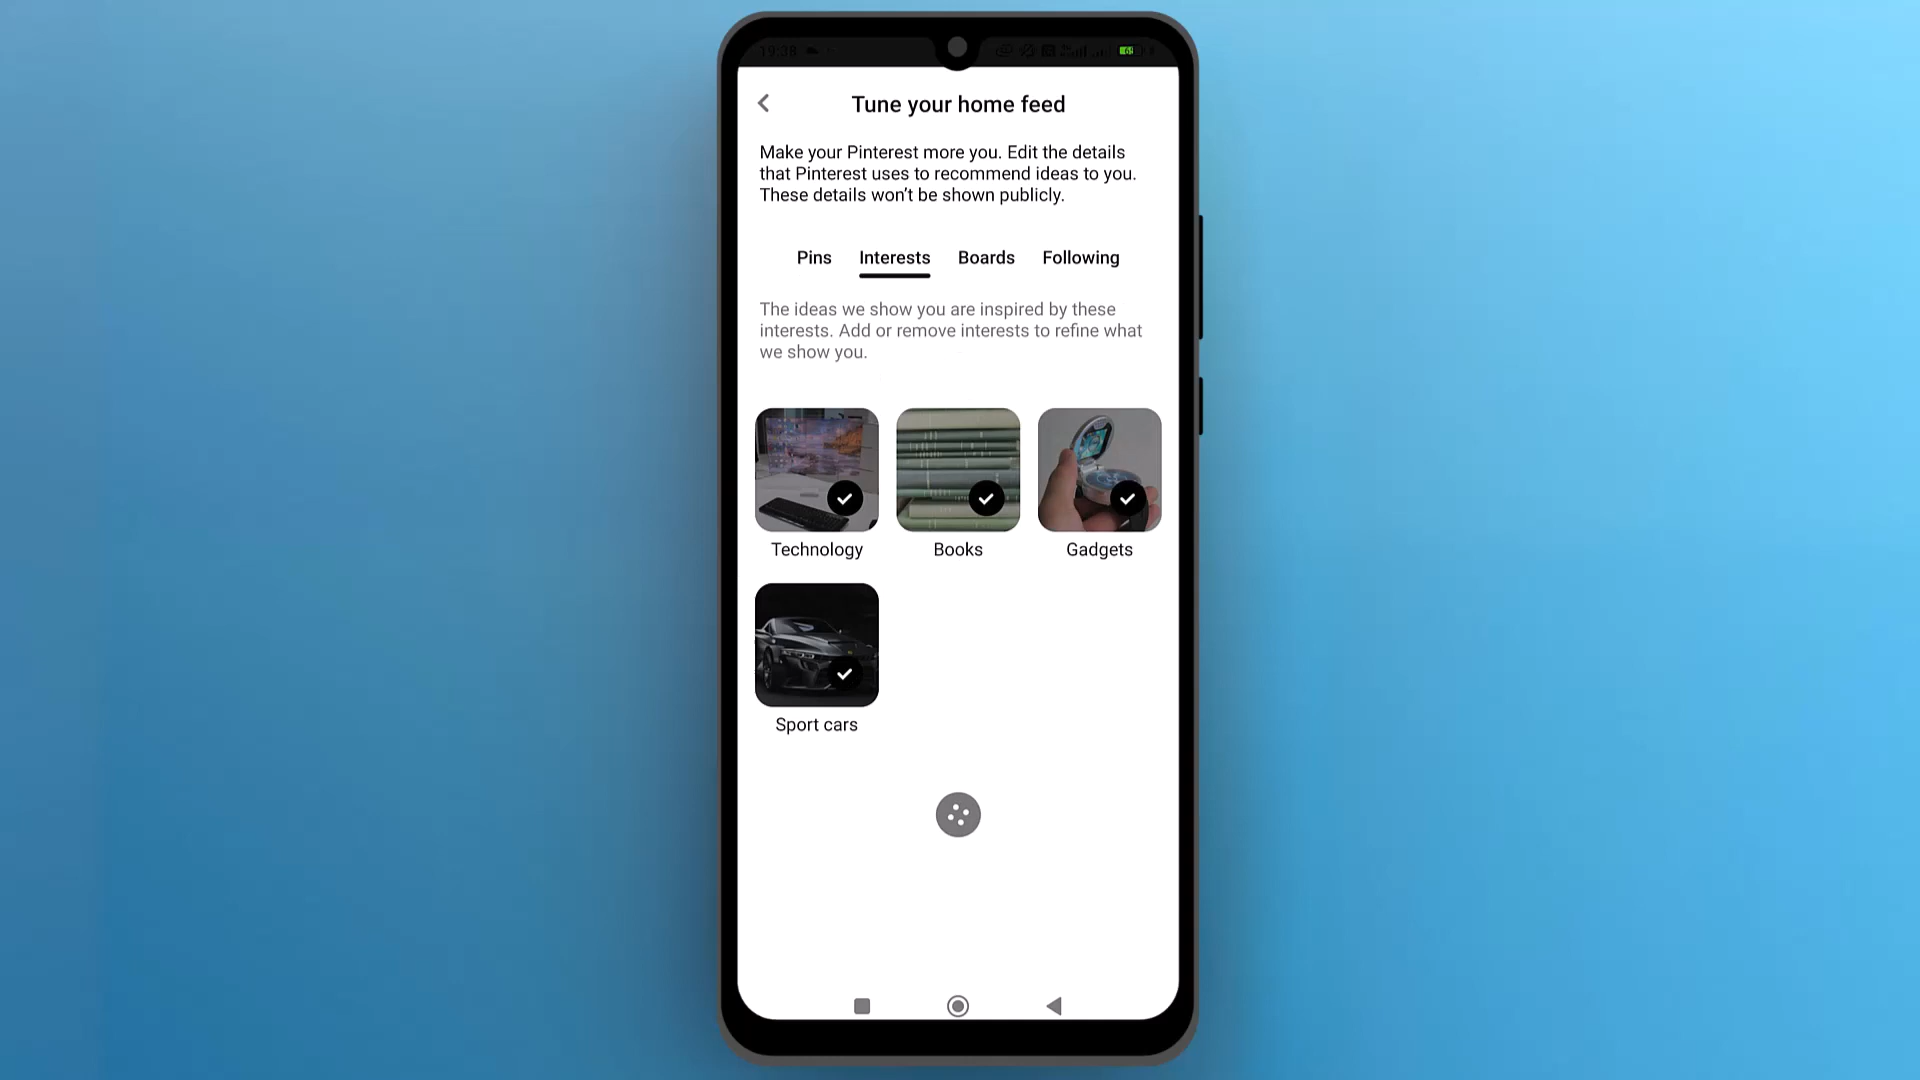 19:38
Tune your home feed
Make your Pinterest more you. Edit the details
that Pinterest uses to recommend ideas to you.
These details won't be shown publicly.
Pins Interests Boards Following
The ideas we show you are inspired by these
interests. Add or remove interests to refine what
we show you.
Technology Books Gadgets
Sport cars